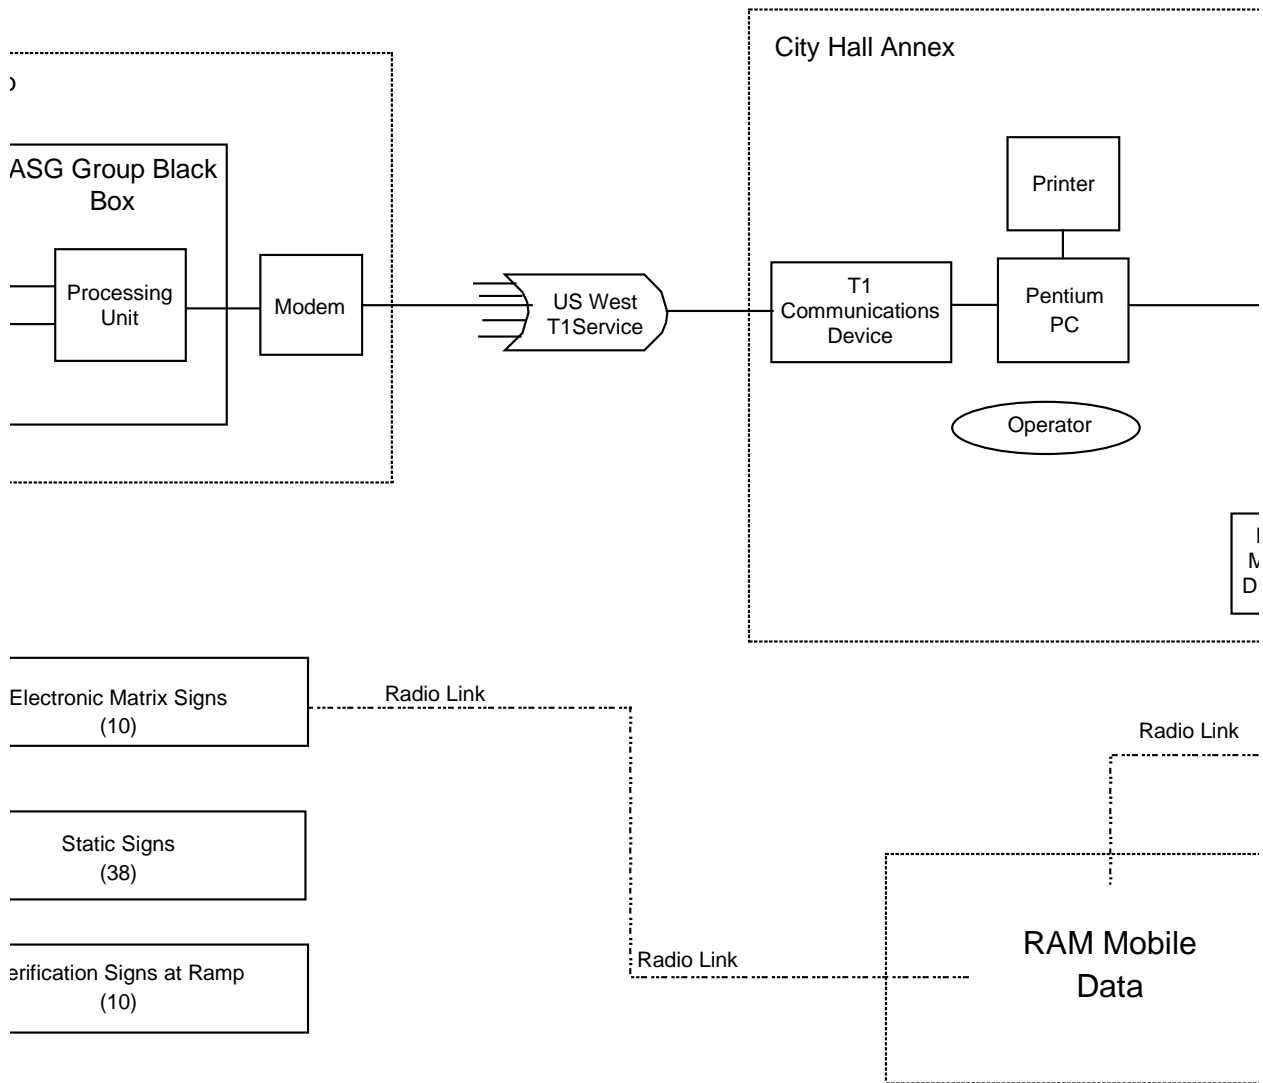 City Hall Annex
ASG Group Black
Box
Printer
Processing
Unit
Modem
US West
T1Service
T1
Communications
Device
Pentium
PC
Operator
Electronic Matrix Signs
(10)
Radio Link
Radio Link
Static Signs
(38)
erification Signs at Ramp
(10)
Radio Link
RAM Mobile
Data